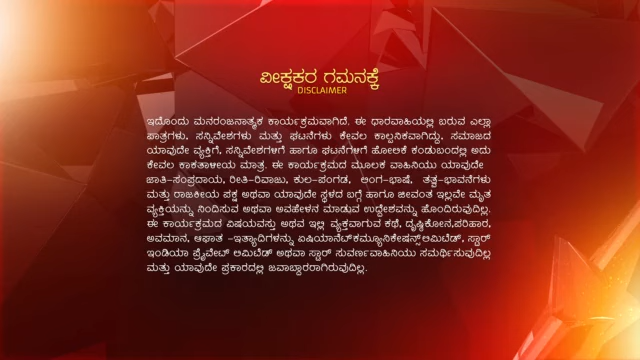 ವೀಕ್ಷಕರ ಗಮನಕ್ಕೆ
DISCLAIMER
ಇದೊಂದು ಮನರಂಜನಾತ್ಮಕ ಕಾರ್ಯಕ್ರಮವಾಗಿದೆ. ಈ ಧಾರವಾಹಿಯಲ್ಲಿ ಬರುವ ಎಲ್ಲಾ
ಪಾತ್ರಗಳು, ಸನ್ನಿವೇಶಗಳು ಮತ್ತು ಘಟನೆಗಳು ಕೇವಲ ಕಾಲ್ಪನಿಕವಾಗಿದ್ದು, ಸಮಾಜದ
ಯಾವುದೇ ವ್ಯಕ್ತಿಗೆ, ಸನ್ನಿವೇಶಗಳಿಗೆ ಹಾಗೂ ಘಟನೆಗಳಿಗೆ ಹೋಲಿಕೆ ಕಂಡುಬಂದಲ್ಲಿ ಅದು
ಕೇವಲ ಕಾಕತಾಳೀಯ ಮಾತ್ರ. ಈ ಕಾರ್ಯಕ್ರಮದ ಮೂಲಕ ವಾಹಿನಿಯು ಯಾವುದೇ
ಜಾತಿ-ಸಂಪ್ರದಾಯ, ರೀತಿ-ರಿವಾಜು, ಕುಲ-ಪಂಗಡ, ಲಿಂಗ-ಭಾಷೆ, ತತ್ವ-ಭಾವನೆಗಳು
ಮತ್ತು ರಾಜಕೀಯ ಪಕ್ಷ ಅಥವಾ ಯಾವುದೇ ಸ್ಥಳದ ಬಗ್ಗೆ ಹಾಗೂ ಜೀವಂತ ಇಲ್ಲವೇ ಮೃತ
ವ್ಯಕ್ತಿಯನ್ನು ನಿಂದಿಸುವ ಅಥವಾ ಅವಹೇಳನ ಮಾಡುವ ಉದ್ದೇಶವನ್ನು ಹೊಂದಿರುವುದಿಲ್ಲ.
ಈ ಕಾರ್ಯಕ್ರಮದ ವಿಷಯವಸ್ತು ಅಥವ ಇಲ್ಲಿ ವ್ಯಕ್ತವಾಗುವ ಕಥೆ, ದೃಷ್ಠಿಕೋನ,ಪರಿಹಾರ,
ಅವಮಾನ, ಆಘಾತ -ಇತ್ಯಾದಿಗಳನ್ನು ಏಷಿಯಾನೆಟ್‌ಕಮ್ಯೂನಿಕೇಷನ್ಸ್‌ಲಿಮಿಟೆಡ್, ಸ್ಟಾರ್
ಇಂಡಿಯಾ ಪ್ರೈವೇಟ್ ಲಿಮಿಟೆಡ್ ಅಥವಾ ಸ್ಟಾರ್ ಸುವರ್ಣವಾಹಿನಿಯು ಸಮರ್ಥಿಸುವುದಿಲ್ಲ
ಮತ್ತು ಯಾವುದೇ ಪ್ರಕಾರದಲ್ಲಿ ಜವಾಬ್ದಾರರಾಗಿರುವುದಿಲ್ಲ.